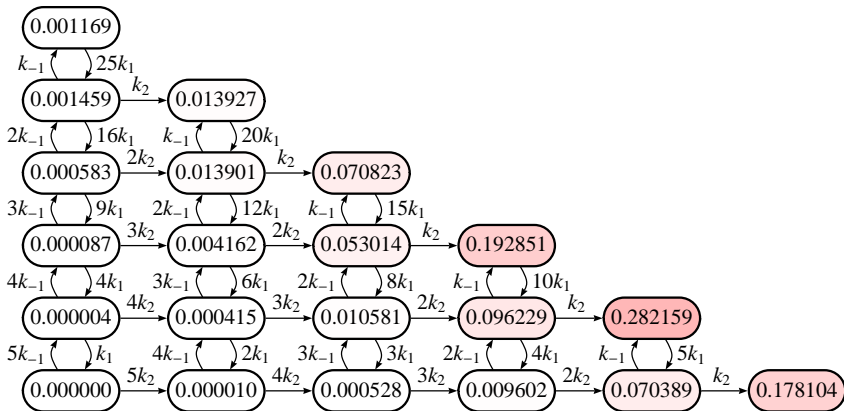 0.001169
k₋₁ 25k₁ k₂
0.001459 0.013927
2k₋₁ 16k₁ 2k₂ k₋₁ 20k₁ k₂
0.000583 0.013901 0.070823
3k₋₁ 9k₁ 3k₂ 2k₋₁ 12k₁ 2k₂ k₋₁ 15k₁ k₂
0.000087 0.004162 0.053014 0.192851
4k₋₁ 4k₁ 4k₂ 3k₋₁ 6k₁ 3k₂ 2k₋₁ 8k₁ 2k₂ k₋₁ 10k₁ k₂
0.000004 0.000415 0.010581 0.096229 0.282159
5k₋₁ k₁ 5k₂ 4k₋₁ 2k₁ 4k₂ 3k₋₁ 3k₁ 3k₂ 2k₋₁ 4k₁ 2k₂ k₋₁ 5k₁ k₂
0.000000 0.000010 0.000528 0.009602 0.070389 0.178104